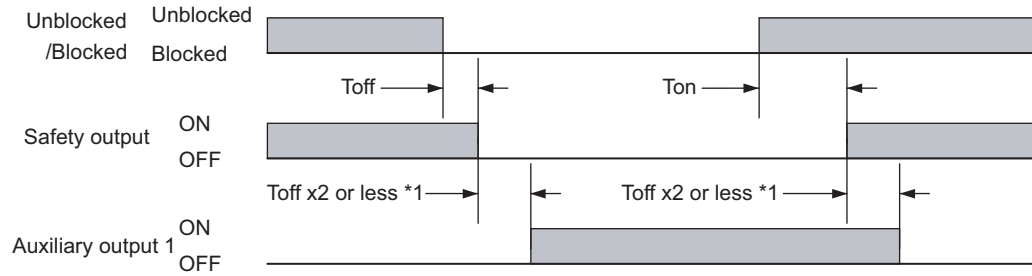 Unblocked
/Blocked
Unblocked
Blocked
Toff
Ton
Safety output
ON
OFF
Toff x2 or less *1
Toff x2 or less *1
Auxiliary output 1
ON
OFF